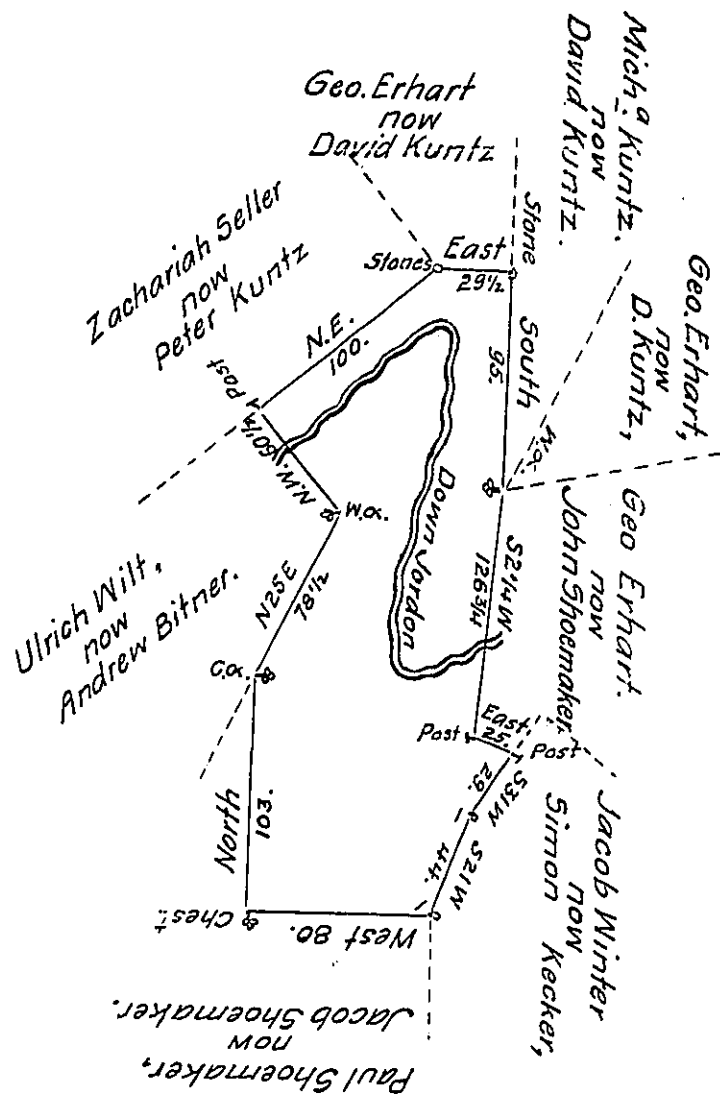 Mich.ᵃ Kuntz.
now
David Kuntz.
Geo. Erhart
now
David Kuntz
Stone
Geo. Erhart,
now
D. Kuntz,
Zachariah Seller
now
Peter Kuntz
Stones
East
29½
South
95.
N.E.
100.
Post
N.W. 60½
W.o.
W.o.
Down Jordon
Geo Erhart.
now
John Shoemaker
S2¼W
126¾
Ulrich Wilt,
now
Andrew Bitner.
N25E
78½
G.o.
Post
East.
25.
Post
S31W
29.
S21W
44.
Jacob Winter
now
Simon Kecker,
North
103.
Chest.
West 80.
Paul Shoemaker,
now
Jacob Shoemaker.